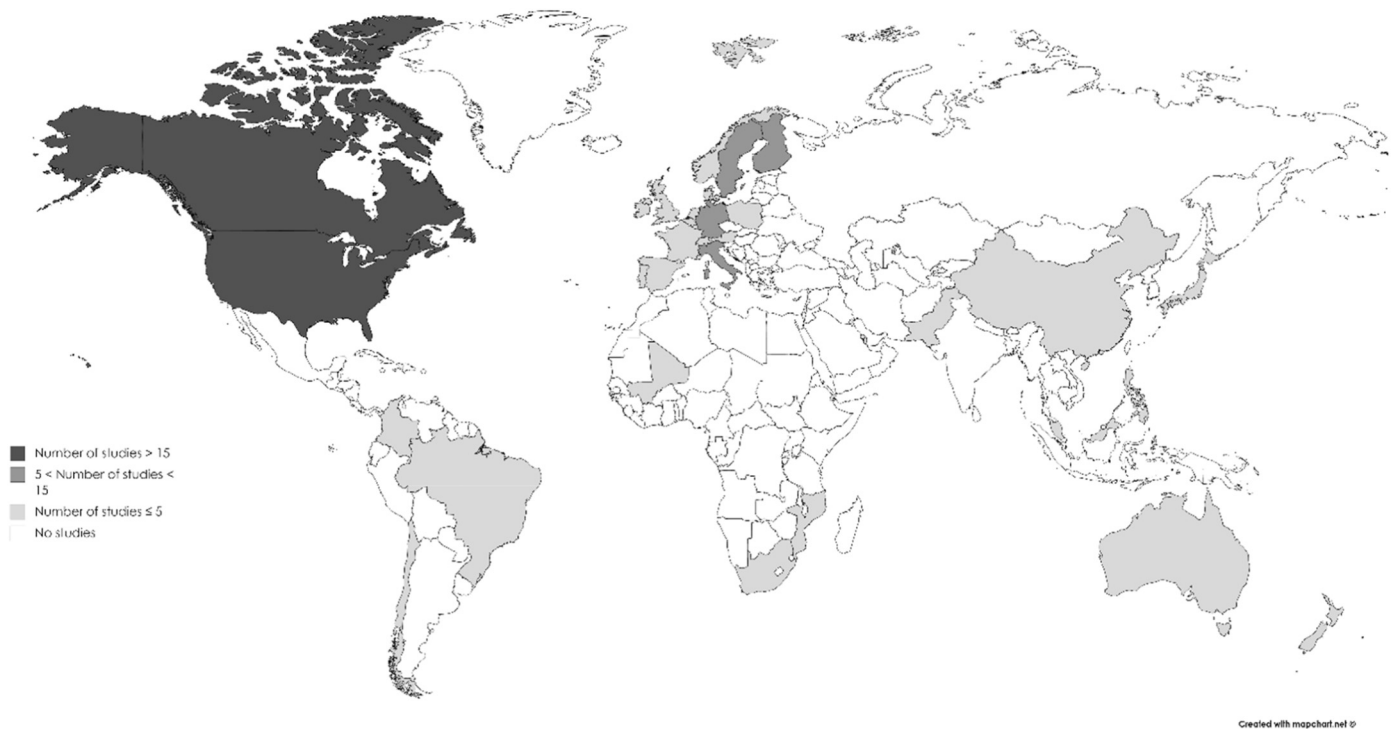 Number of studies > 15
5 < Number of studies <
15
Number of studies ≤ 5
No studies
Created with mapchart.net ©